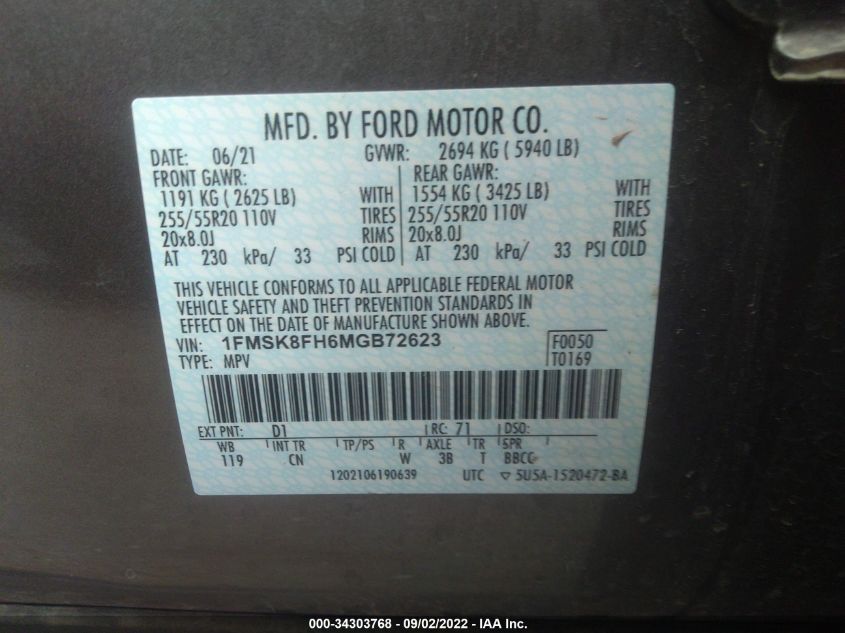 MFD. BY FORD MOTOR CO.
DATE: 06/21 GVWR: 2694 KG ( 5940 LB)
FRONT GAWR: REAR GAWR:
1191 KG ( 2625 LB) WITH 1554 KG ( 3425 LB) WITH
255/55R20 110V TIRES 255/55R20 110V TIRES
20x8.0J RIMS 20x8.0J RIMS
AT 230 kPa/ 33 PSI COLD AT 230 kPa/ 33 PSI COLD
THIS VEHICLE CONFORMS TO ALL APPLICABLE FEDERAL MOTOR
VEHICLE SAFETY AND THEFT PREVENTION STANDARDS IN
EFFECT ON THE DATE OF MANUFACTURE SHOWN ABOVE.
VIN: 1FMSK8FH6MGB72623 F0050
TYPE: MPV T0169
EXT PNT: D1 RC: 71 DSO:
WB INT TR TP/PS R AXLE TR SPR
119 CN W 3B T BBCC
1202106190639 UTC ▽ 5U5A-1520472-BA
000-34303768 - 09/02/2022 - IAA Inc.